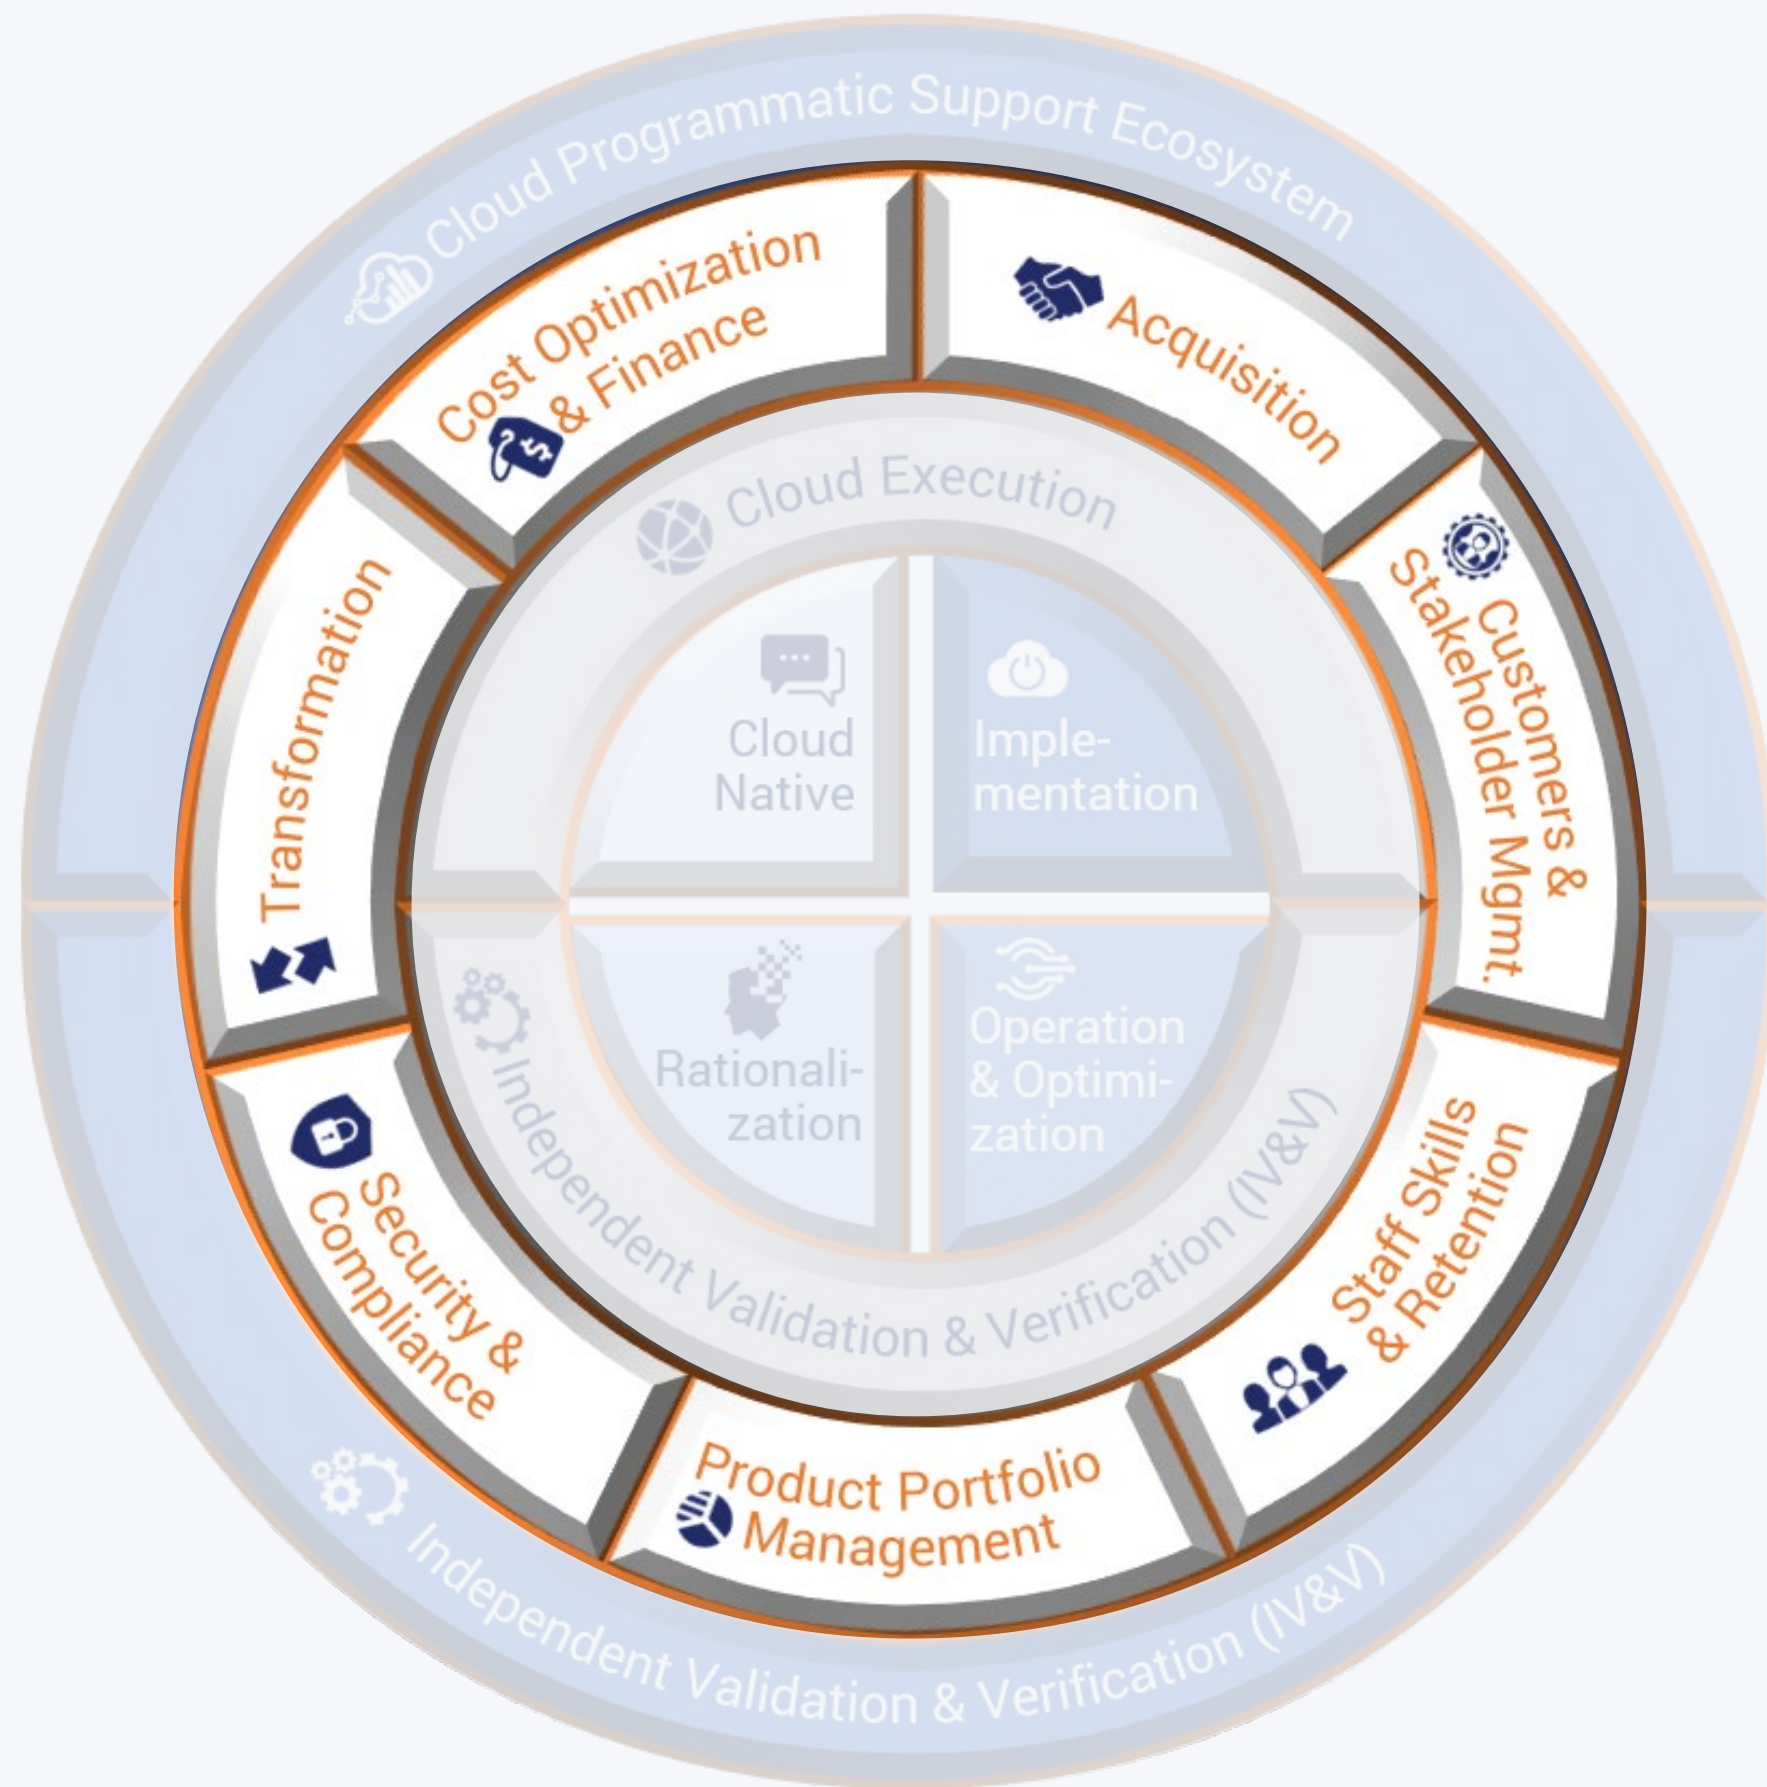 Cloud Programmatic Support Ecosystem
Cost Optimization
& Finance
Acquisition
Customers &
Stakeholder Mgmt.
Staff Skills
& Retention
Product Portfolio
Management
Security &
Compliance
Transformation
Cloud Execution
Cloud
Native
Imple-
mentation
Rationali-
zation
Operation
& Optimi-
zation
Independent Validation & Verification (IV&V)
Independent Validation & Verification (IV&V)